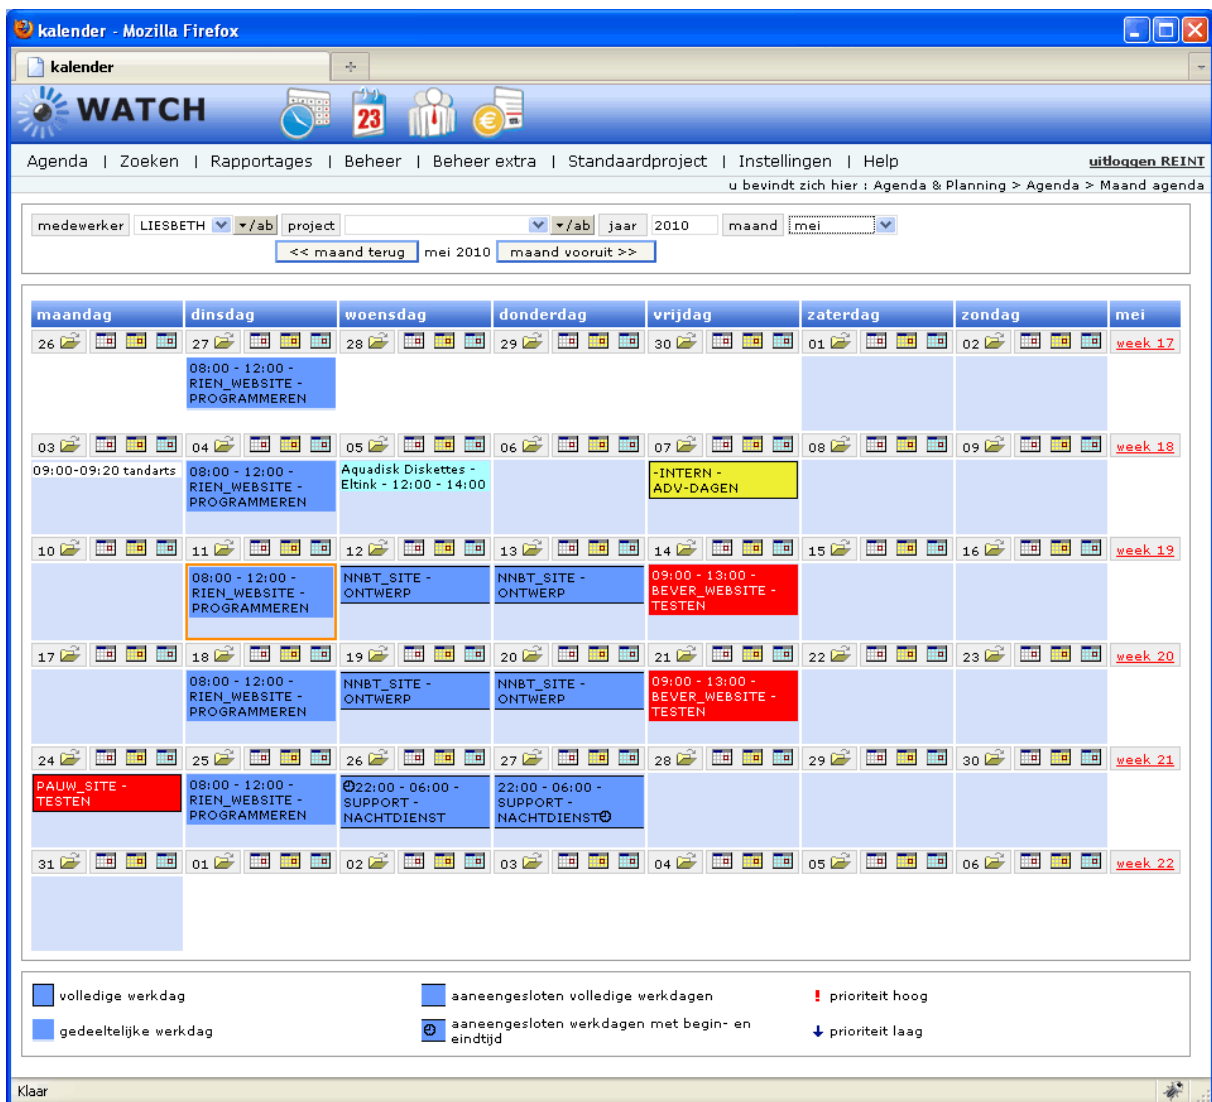 kalender - Mozilla Firefox
kalender
WATCH
23
Agenda | Zoeken | Rapportages | Beheer | Beheer extra | Standaardproject | Instellingen | Help
uitloggen REINT
u bevindt zich hier : Agenda & Planning > Agenda > Maand agenda
medewerker LIESBETH ▾/ab project ▾/ab jaar 2010 maand mei
<< maand terug mei 2010 maand vooruit >>
maandag dinsdag woensdag donderdag vrijdag zaterdag zondag mei
26 27 28 29 30 01 02 week 17
08:00 - 12:00 -
RIEN_WEBSITE -
PROGRAMMEREN
03 04 05 06 07 08 09 week 18
09:00-09:20 tandarts
08:00 - 12:00 -
RIEN_WEBSITE -
PROGRAMMEREN
Aquadisk Diskettes -
Eltink - 12:00 - 14:00
-INTERN -
ADV-DAGEN
10 11 12 13 14 15 16 week 19
08:00 - 12:00 -
RIEN_WEBSITE -
PROGRAMMEREN
NNBT_SITE -
ONTWERP
NNBT_SITE -
ONTWERP
09:00 - 13:00 -
BEVER_WEBSITE -
TESTEN
17 18 19 20 21 22 23 week 20
08:00 - 12:00 -
RIEN_WEBSITE -
PROGRAMMEREN
NNBT_SITE -
ONTWERP
NNBT_SITE -
ONTWERP
09:00 - 13:00 -
BEVER_WEBSITE -
TESTEN
24 25 26 27 28 29 30 week 21
PAUW_SITE -
TESTEN
08:00 - 12:00 -
RIEN_WEBSITE -
PROGRAMMEREN
22:00 - 06:00 -
SUPPORT -
NACHTDIENST
22:00 - 06:00 -
SUPPORT -
NACHTDIENST
31 01 02 03 04 05 06 week 22
volledige werkdag
aaneengesloten volledige werkdagen
! prioriteit hoog
gedeeltelijke werkdag
aaneengesloten werkdagen met begin- en
eindtijd
prioriteit laag
Klaar